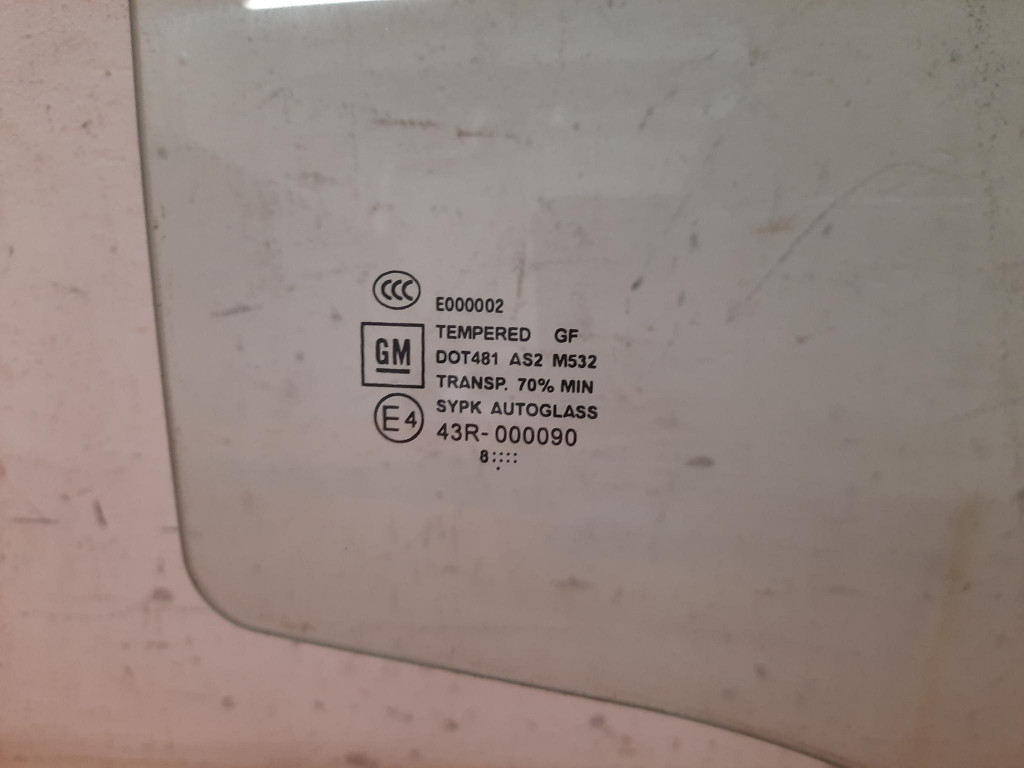 CCC
E000002
TEMPERED GF
GM
DOT481 AS2 M532
TRANSP. 70% MIN
SYPK AUTOGLASS
E4
43R-000090
8